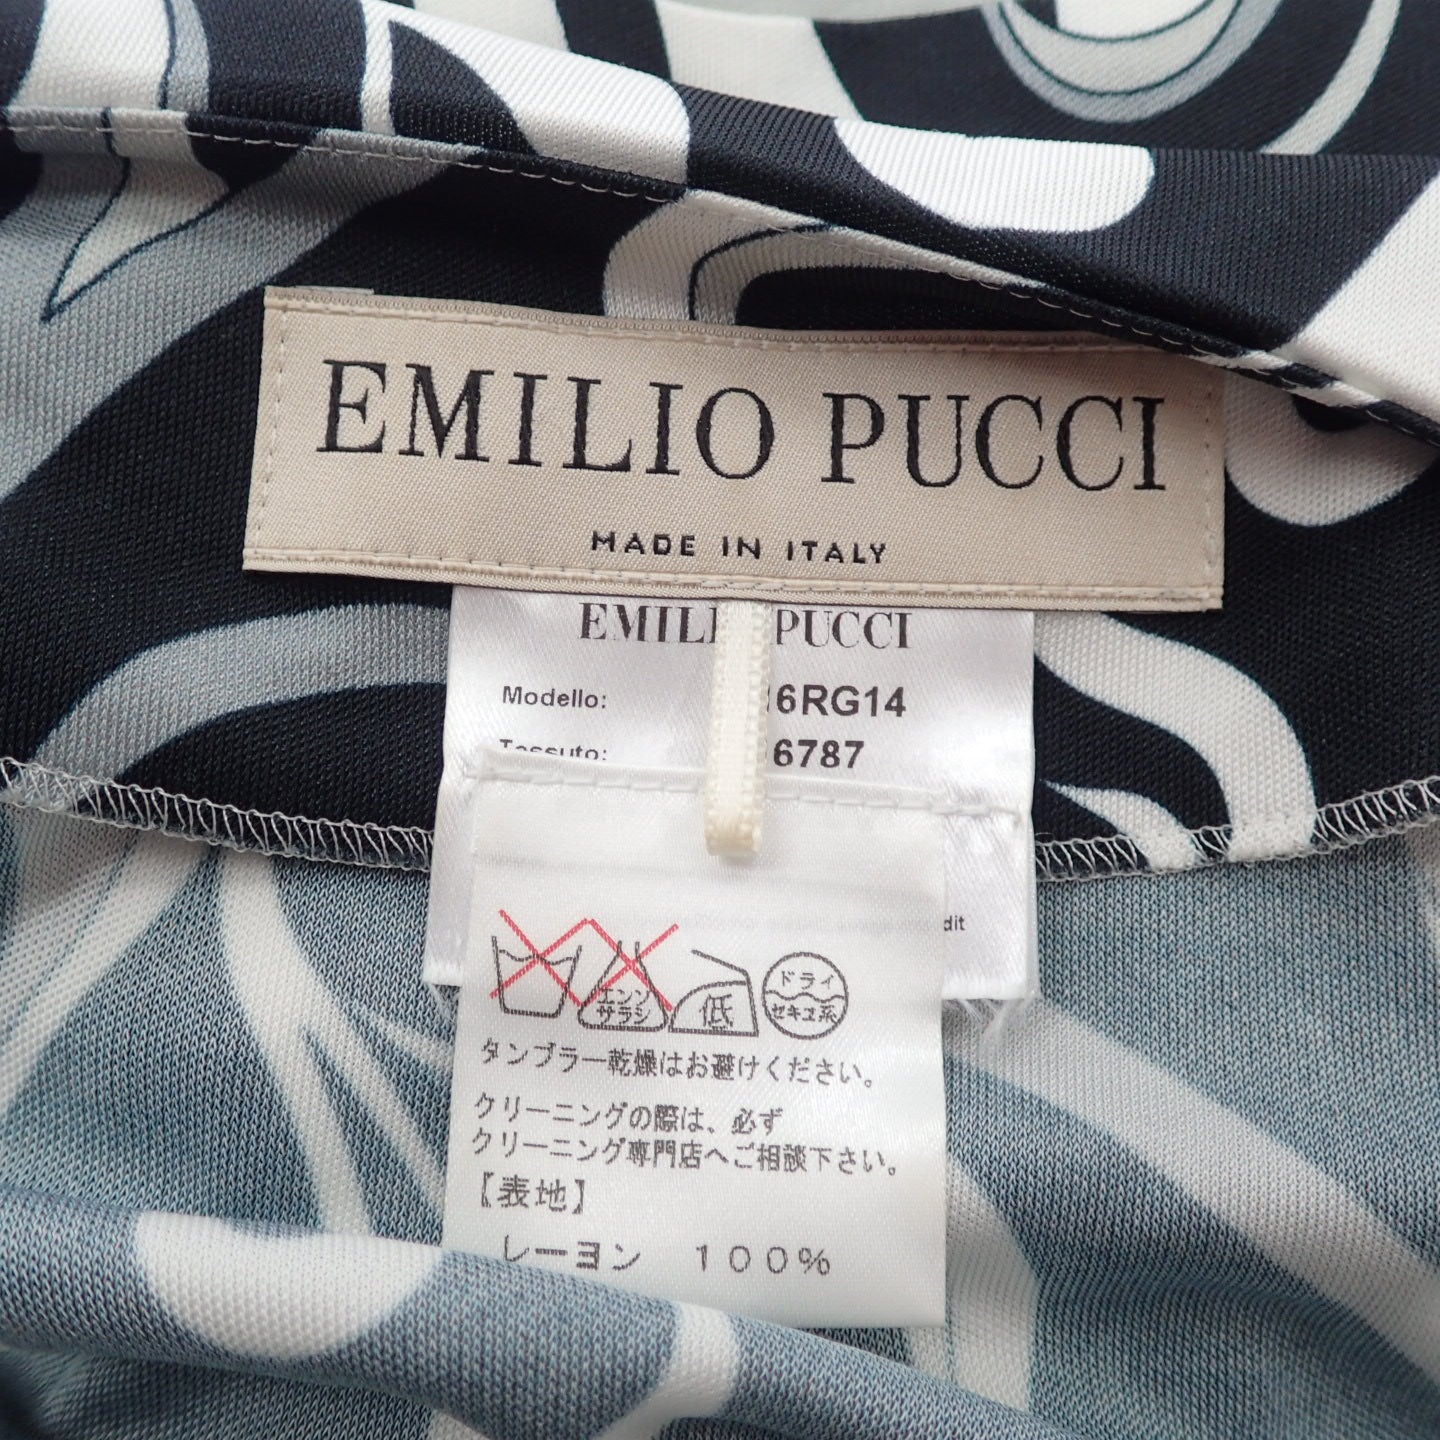 EMILIO PUCCI
MADE IN ITALY
PUCCI
Modello: 16RG14
Tessuto: 6787
dit
エンソ
サラシ
低
ドライ
セキユ系
タンブラー乾燥はお避けください。
クリーニングの際は、必ず
クリーニング専門店へご相談下さい。
【表地】
レーヨン 100%